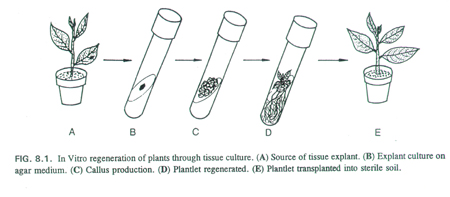 A B C D E
FIG. 8.1. In Vitro regeneration of plants through tissue culture. (A) Source of tissue explant. (B) Explant culture on
agar medium. (C) Callus production. (D) Plantlet regenerated. (E) Plantlet transplanted into sterile soil.